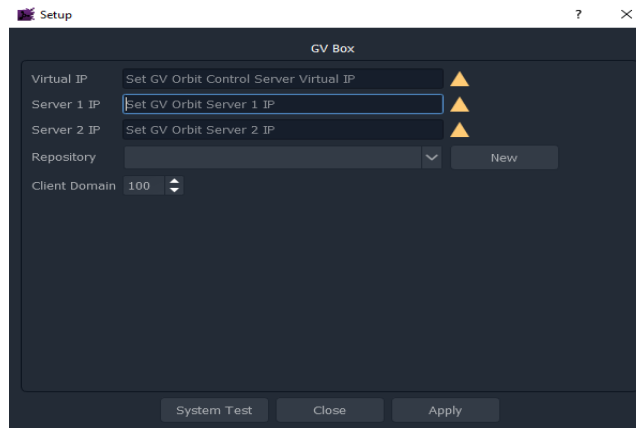 Setup
GV Box
Virtual IP Set GV Orbit Control Server Virtual IP
Server 1 IP Set GV Orbit Server 1 IP
Server 2 IP Set GV Orbit Server 2 IP
Repository New
Client Domain 100
System Test Close Apply